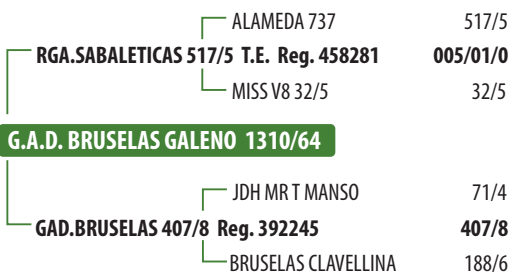 ALAMEDA 737 517/5
RGA.SABALETICAS 517/5 T.E. Reg. 458281 005/01/0
MISS V8 32/5 32/5
G.A.D. BRUSELAS GALENO 1310/64
JDH MR T MANSO 71/4
GAD.BRUSELAS 407/8 Reg. 392245 407/8
BRUSELAS CLAVELLINA 188/6